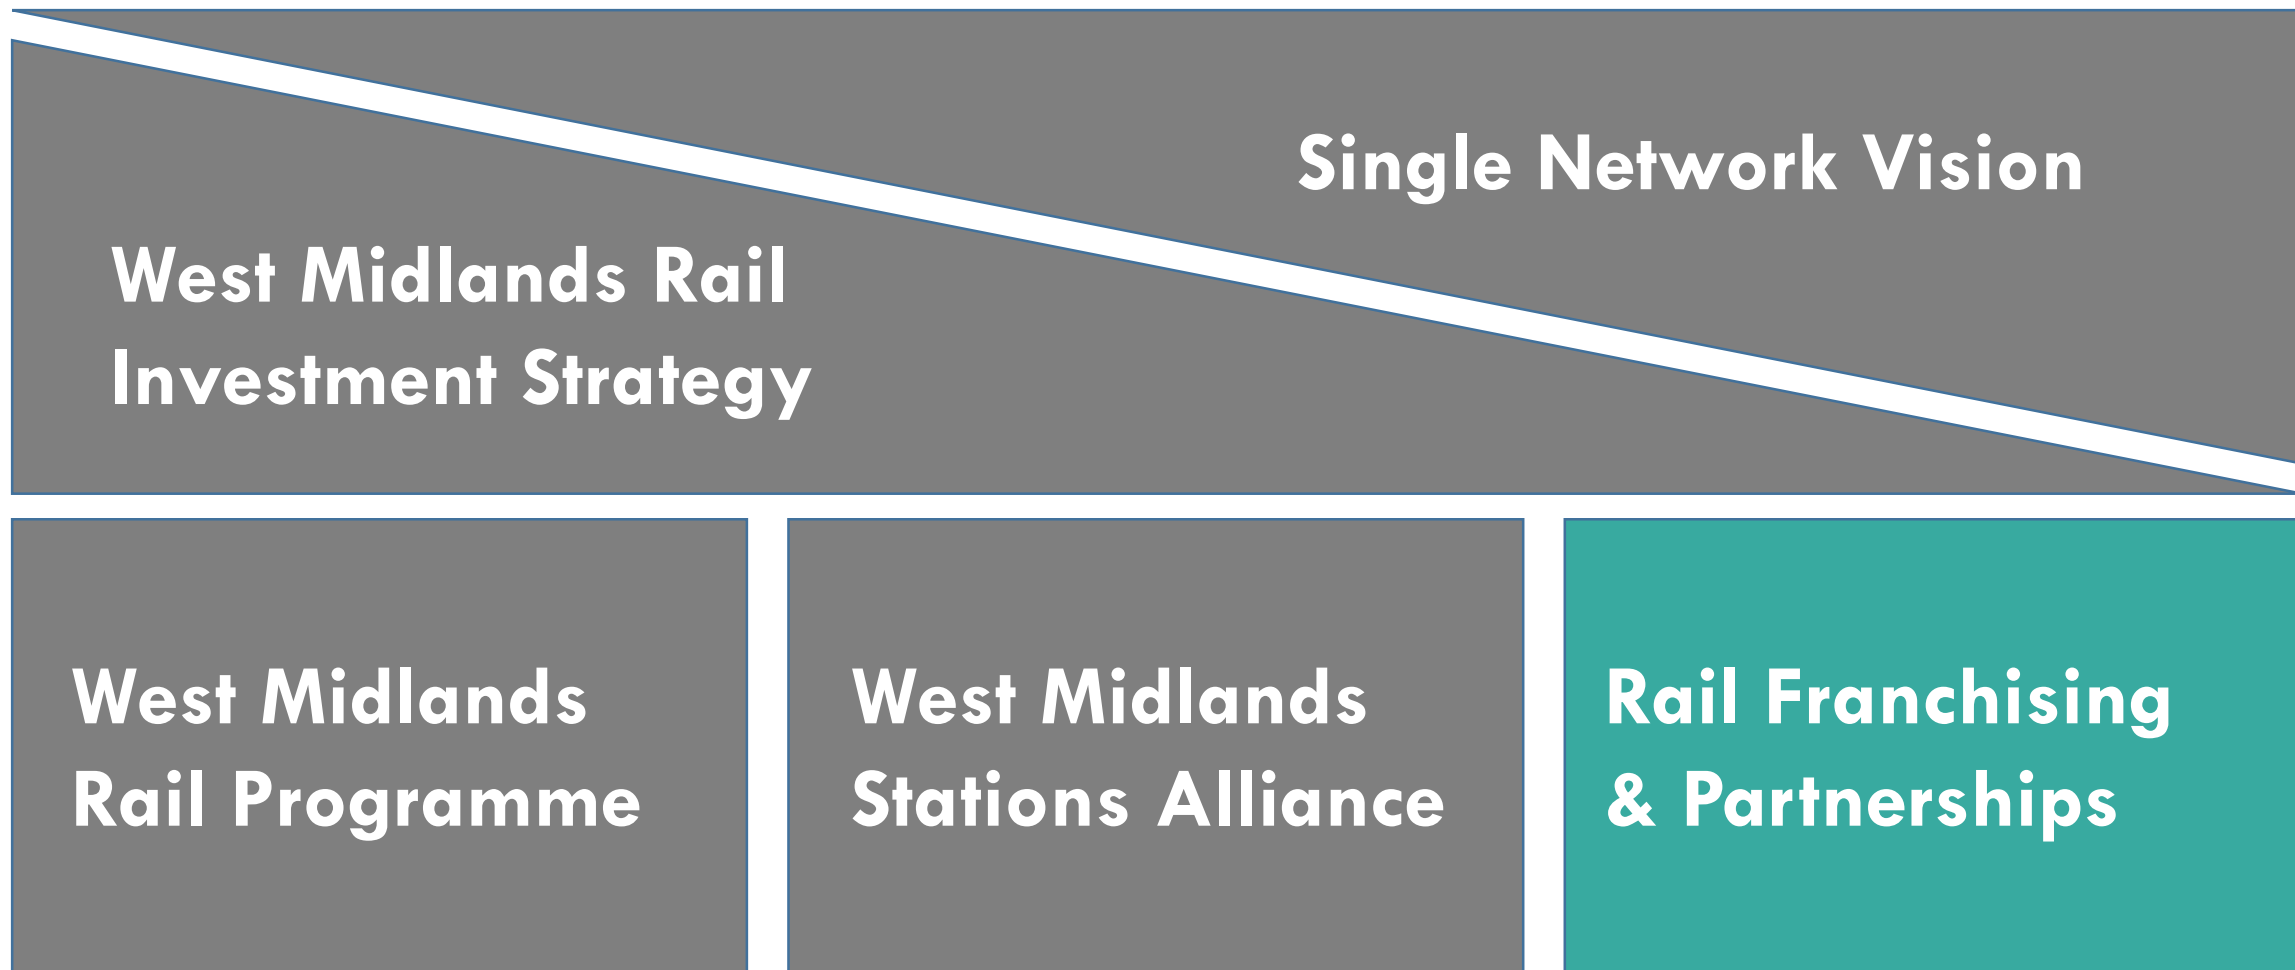 Single Network Vision
West Midlands Rail
Investment Strategy
West Midlands
Rail Programme
West Midlands
Stations Alliance
Rail Franchising
& Partnerships